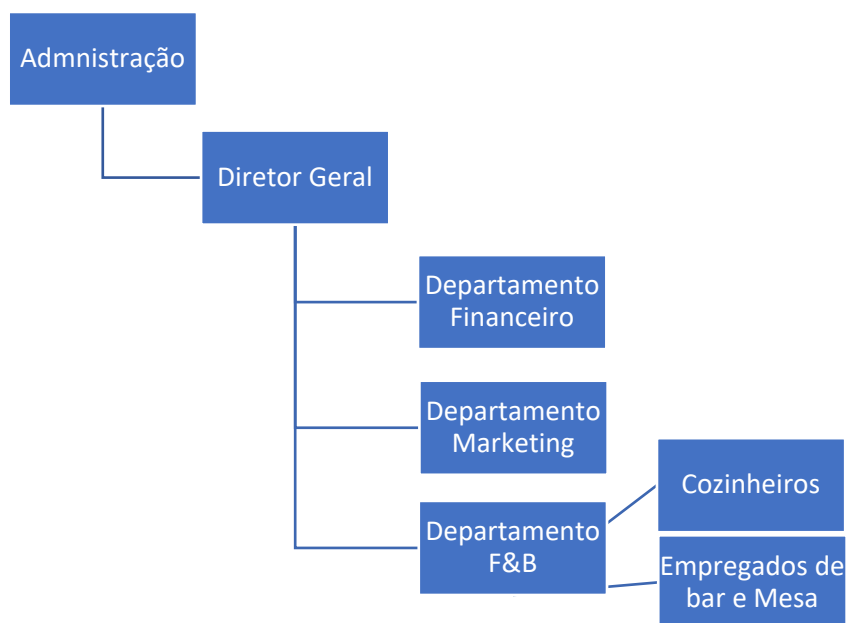 Admnistração
Diretor Geral
Departamento
Financeiro
Departamento
Marketing
Departamento
F&B
Cozinheiros
Empregados de
bar e Mesa